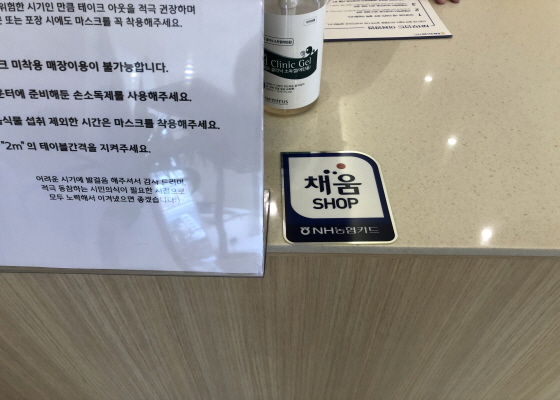 위험한 시기인 만큼 테이크 아웃을 적극 권장하며
또는 포장 시에도 마스크를 꼭 착용해주세요.
크 미착용 매장이용이 불가능합니다.
운터에 준비해둔 손소독제를 사용해주세요.
식물 섭취 제외한 시간은 마스크를 착용해주세요.
"2m"의 테이블간격을 지켜주세요.
어려운 시기에 발걸음 해주셔서 감사 드리며
적극 동참하는 시민의식이 필요한 시점으로
모두 노력해서 이겨냈으면 좋겠습니다!
Clinic Gel
채움
SHOP
NH농협카드